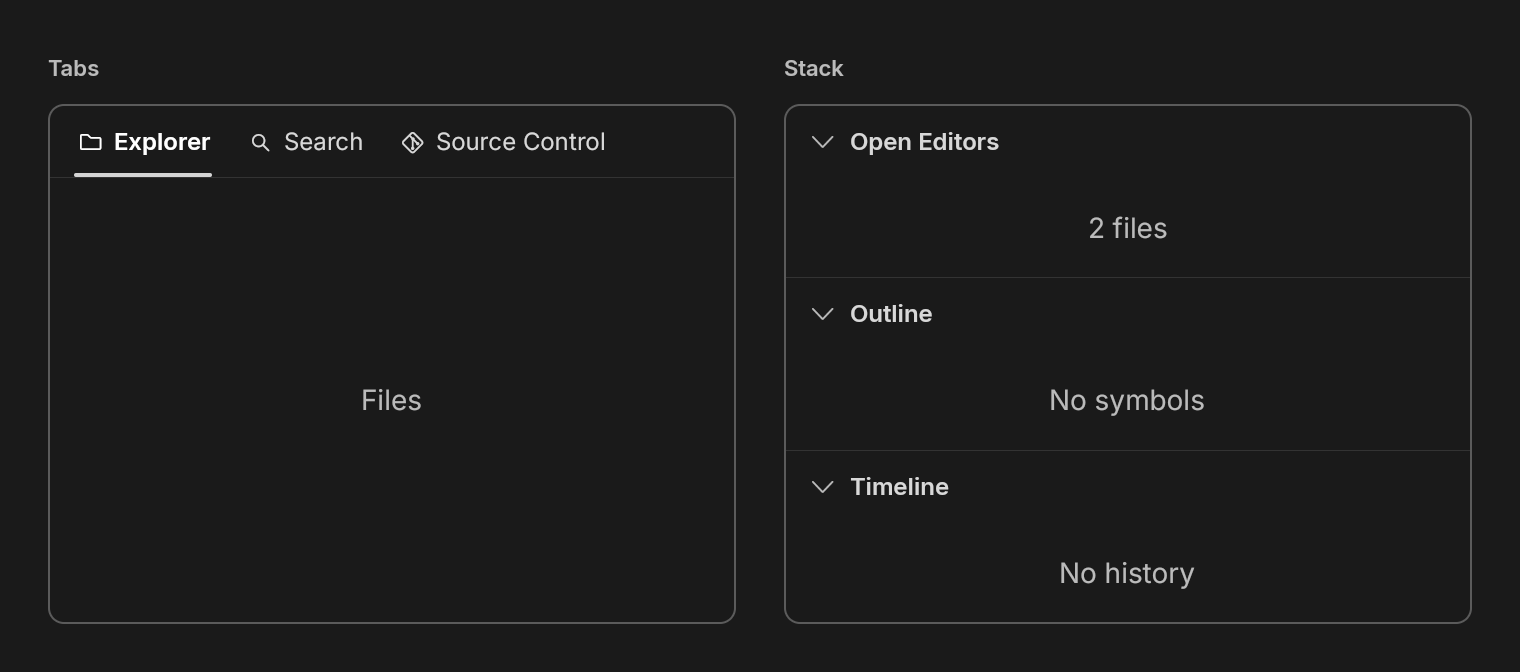 Tabs
Explorer
Search
Source Control
Files
Stack
Open Editors
2 files
Outline
No symbols
Timeline
No history